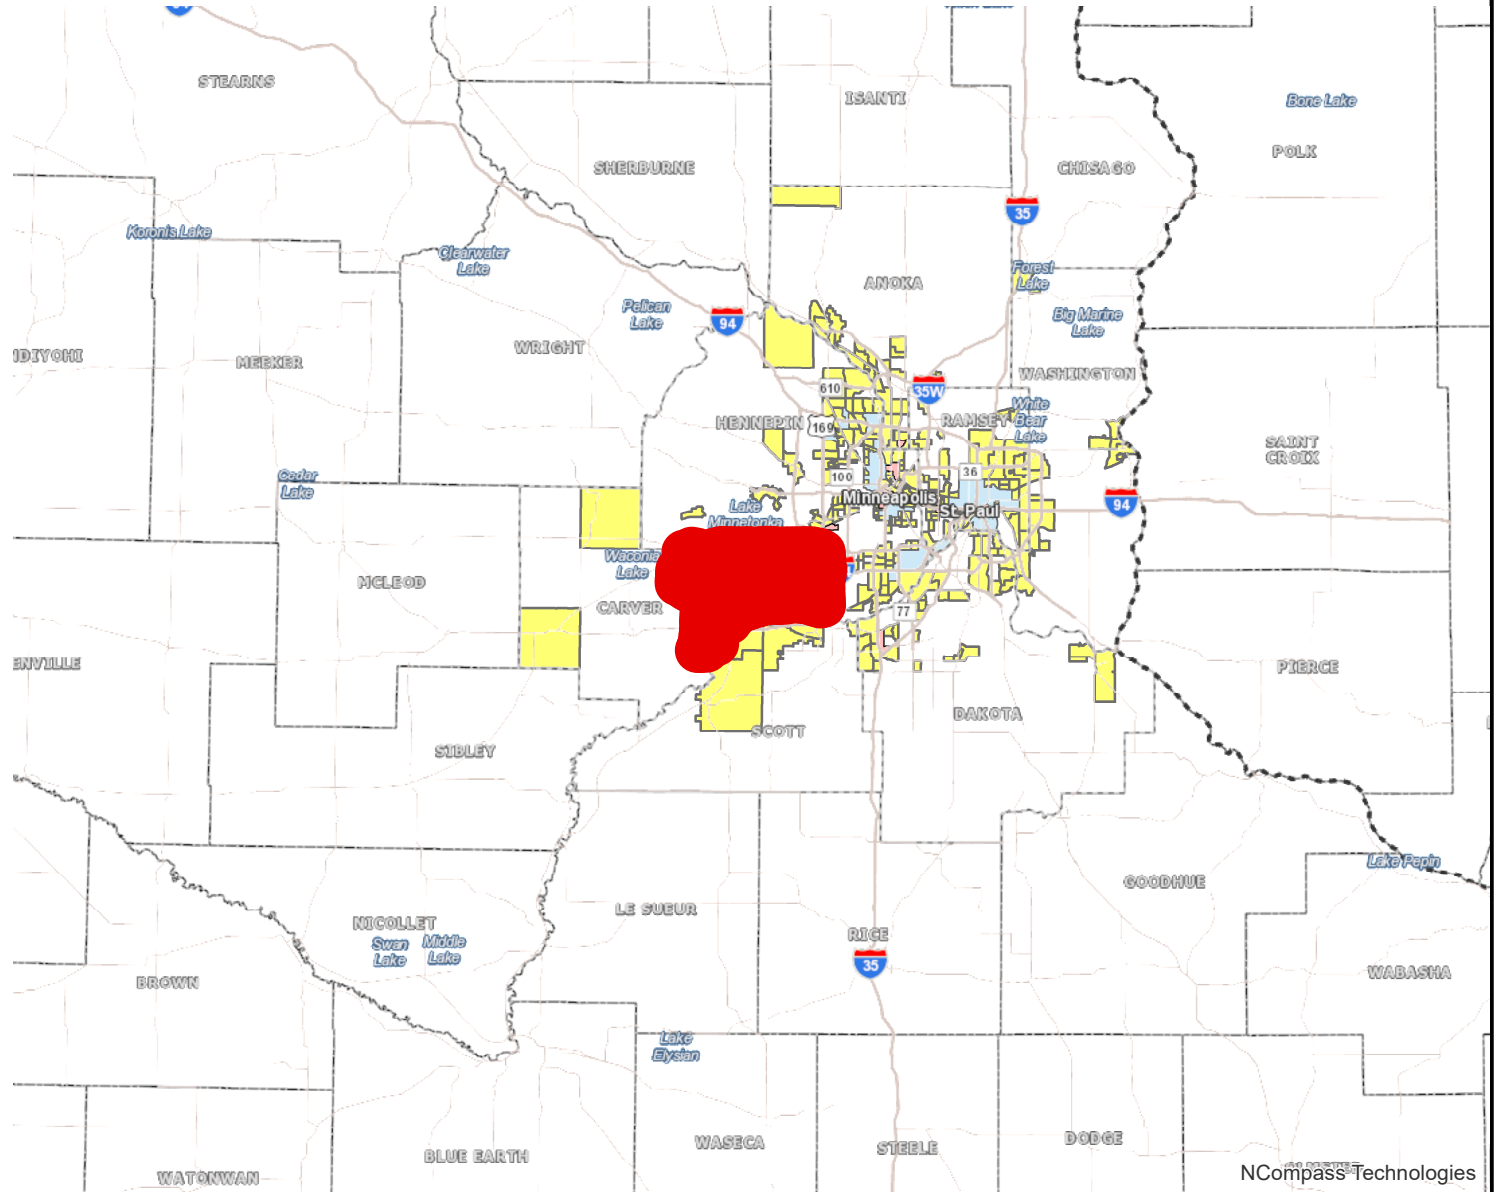 STEARNS
ISANTI
Bone Lake
POLK
SHERBURNE
CHISAGO
35
Koronis Lake
Clearwater
Lake
Forest
Lake
ANOKA
Pelican
Lake
94
Big Marine
Lake
NDIYOHI
MEEKER
WRIGHT
WASHINGTON
610
35W
HENNEPIN
169
RAMSEY
White
Bear
Lake
SAINT
CROIX
Cedar
Lake
100
36
Minneapolis
St. Paul
94
Lake
Minnetonka
Waconia
Lake
MCLEOD
CARVER
77
ENVILLE
PIERCE
DAKOTA
SCOTT
SIBLEY
Lake Pepin
GOODHUE
LE SUEUR
NICOLLET
Swan
Lake
Middle
Lake
RICE
35
WABASHA
BROWN
Lake
Elysian
WASECA
STEELE
DODGE
BLUE EARTH
WATONWAN
NCompass Technologies